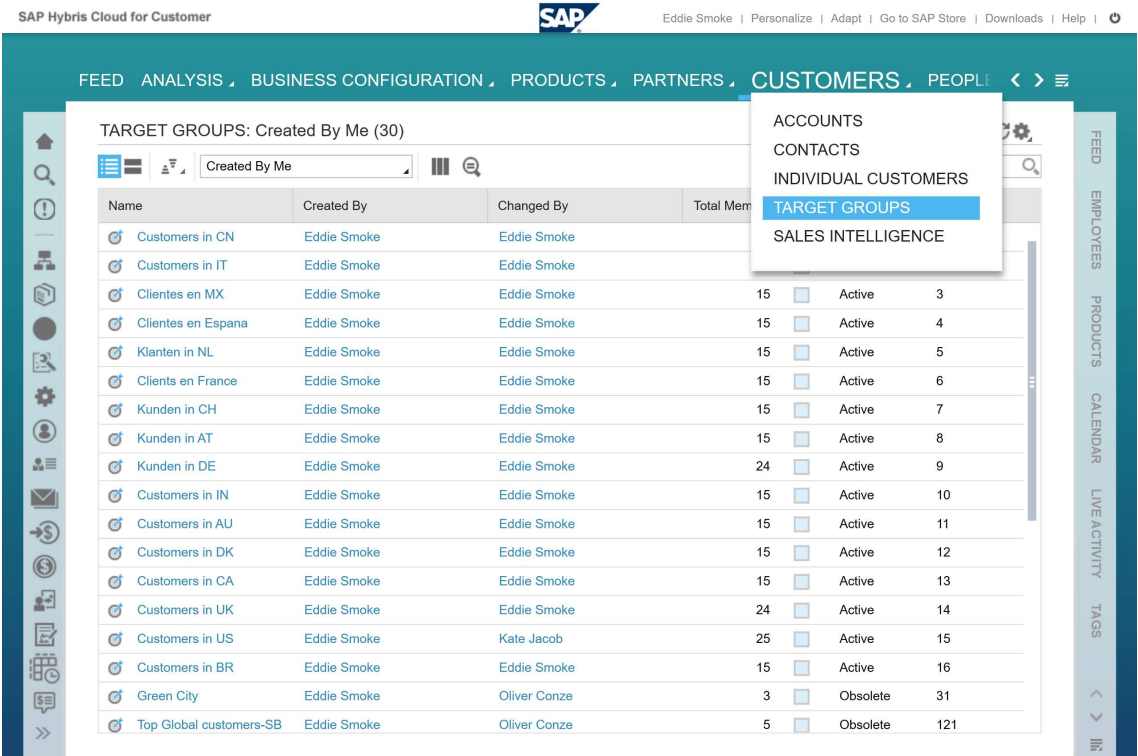 SAP Hybris Cloud for Customer
SAP
Eddie Smoke | Personalize | Adapt | Go to SAP Store | Downloads | Help |
FEED ANALYSIS BUSINESS CONFIGURATION PRODUCTS PARTNERS CUSTOMERS
ACCOUNTS
CONTACTS
INDIVIDUAL CUSTOMERS
TARGET GROUPS
SALES INTELLIGENCE
TARGET GROUPS: Created By Me (30)
Created By Me
Name Created By Changed By Total
Customers in CN Eddie Smoke Eddie Smoke
Customers in IT Eddie Smoke Eddie Smoke
Clientes en MX Eddie Smoke Eddie Smoke 15 Active 3
Clientes en Espana Eddie Smoke Eddie Smoke 15 Active 4
Klanten in NL Eddie Smoke Eddie Smoke 15 Active 5
Clients en France Eddie Smoke Eddie Smoke 15 Active 6
Kunden in CH Eddie Smoke Eddie Smoke 15 Active 7
Kunden in AT Eddie Smoke Eddie Smoke 15 Active 8
Kunden in DE Eddie Smoke Eddie Smoke 24 Active 9
Customers in IN Eddie Smoke Eddie Smoke 15 Active 10
Customers in AU Eddie Smoke Eddie Smoke 15 Active 11
Customers in DK Eddie Smoke Eddie Smoke 15 Active 12
Customers in CA Eddie Smoke Eddie Smoke 15 Active 13
Customers in UK Eddie Smoke Eddie Smoke 24 Active 14
Customers in US Eddie Smoke Kate Jacob 25 Active 15
Customers in BR Eddie Smoke Eddie Smoke 15 Active 16
Green City Eddie Smoke Oliver Conze 3 Obsolete 31
Top Global customers-SB Eddie Smoke Oliver Conze 5 Obsolete 121
FEED
EMPLOYEES
PRODUCTS
CALENDAR
LIVE ACTIVITY
TAGS